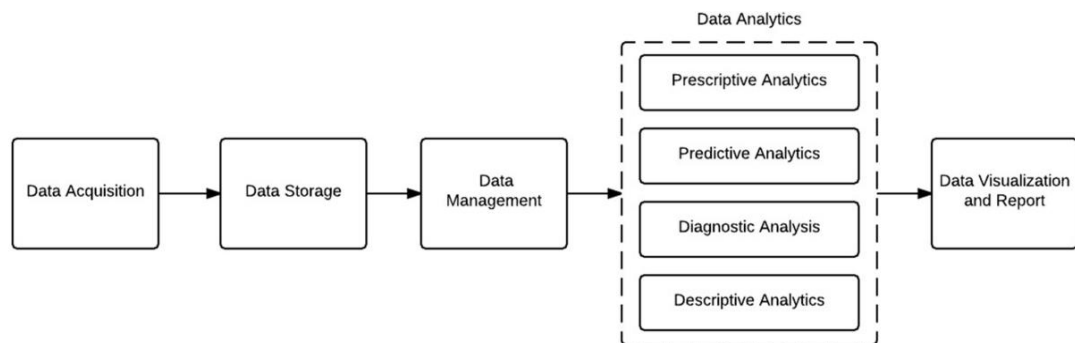 Data Acquisition
Data Storage
Data
Management
Data Analytics
Prescriptive Analytics
Predictive Analytics
Diagnostic Analysis
Descriptive Analytics
Data Visualization
and Report